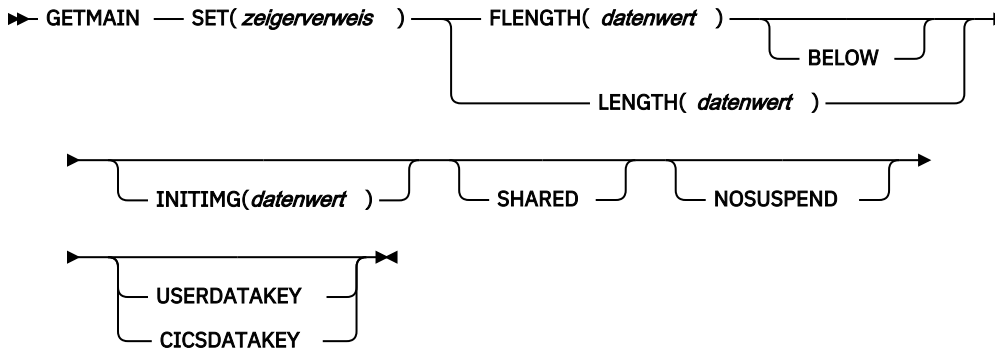 GETMAIN SET(zeigerverweis ) FLENGTH( datenwert )
BELOW
LENGTH( datenwert )
INITIMG(datenwert )
SHARED
NOSUSPEND
USERDATAKEY
CICSDATAKEY